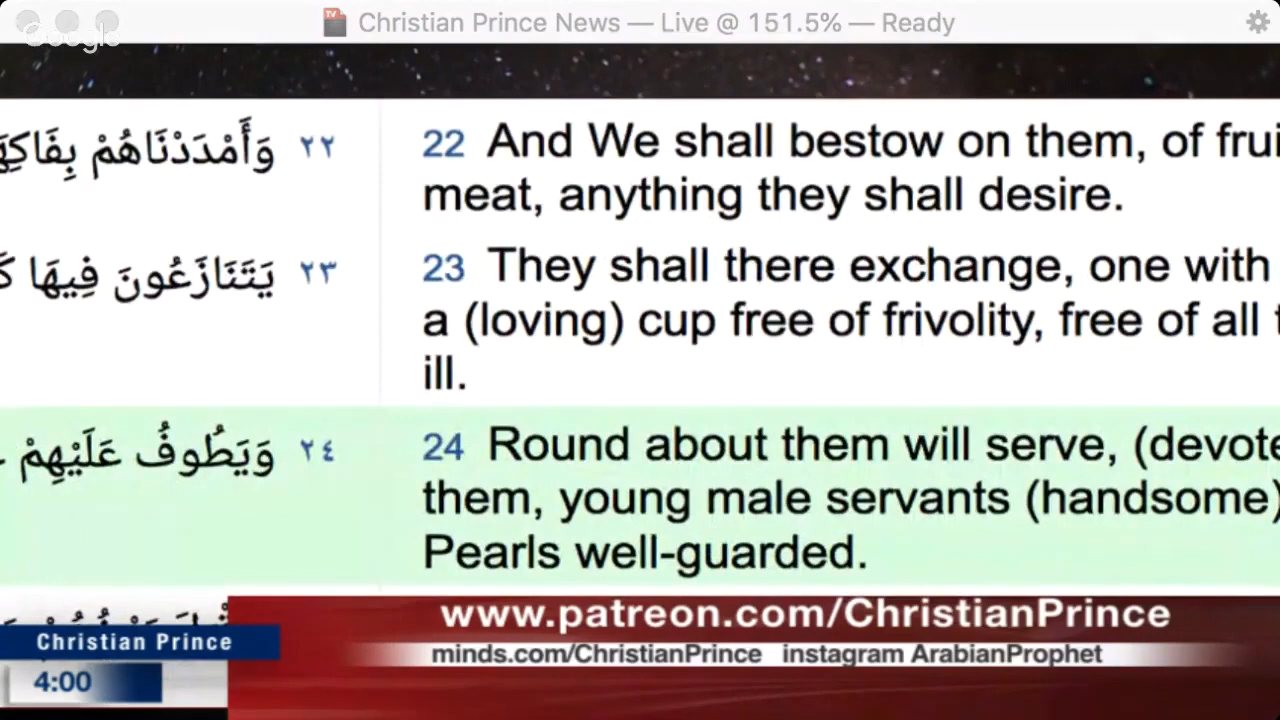 Christian Prince News — Live @ 151.5% — Ready
Google
22 And We shall bestow on them, of
meat, anything they shall desire.
23 They shall there exchange, one with
a (loving) cup free of frivolity, free of all
ill.
24 Round about them will serve,
them, young male servants (handsome)
Pearls well-guarded.
٢٢ وَأَمْدَدْنَاهُمْ
٢٣ يَتَنَازَعُونَ فِيهَا
٢٤ وَيَطُوفُ عَلَيْهِمْ
www.patreon.com/ChristianPrince
minds.com/ChristianPrince instagram ArabianProphet
Christian Prince
4:00